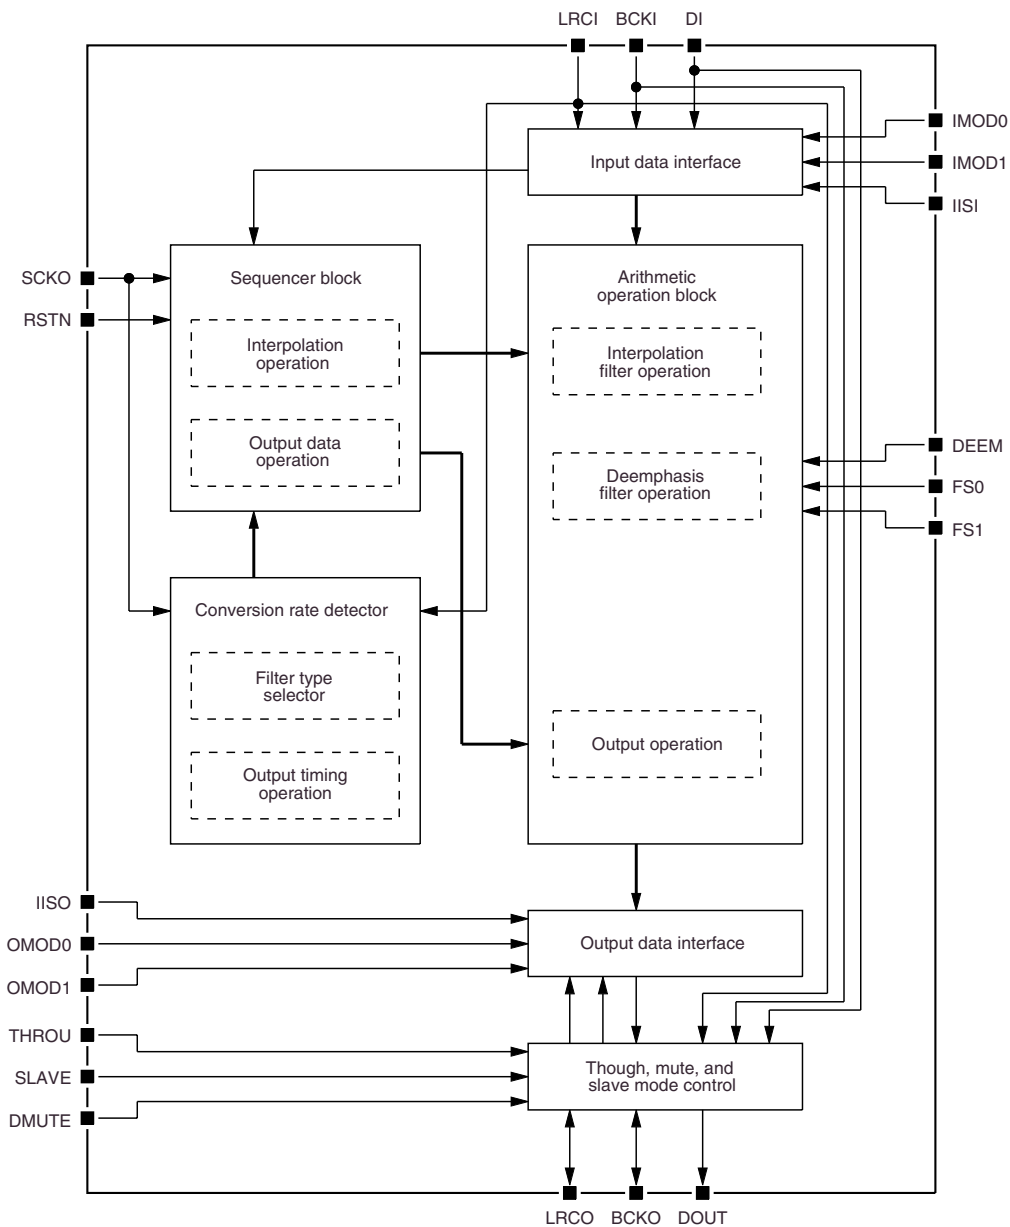 LRCI BCKI DI
IMOD0
Input data interface
IMOD1
IISI
SCKO
Sequencer block
Arithmetic
operation block
RSTN
Interpolation
operation
Interpolation
filter operation
Output data
operation
DEEM
Deemphasis
filter operation
FS0
FS1
Conversion rate detector
Filter type
selector
Output operation
Output timing
operation
IISO
OMOD0
Output data interface
OMOD1
THROU
Though, mute, and
slave mode control
SLAVE
DMUTE
LRCO BCKO DOUT